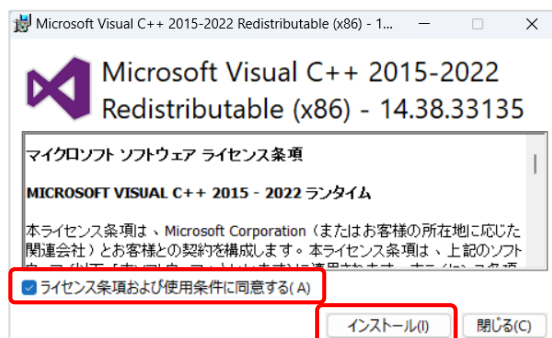 Microsoft Visual C++ 2015-2022 Redistributable (x86) - 1...
Microsoft Visual C++ 2015-2022
Redistributable (x86) - 14.38.33135
マイクロソフト ソフトウェア ライセンス条項
MICROSOFT VISUAL C++ 2015 - 2022 ランタイム
本ライセンス条項は、Microsoft Corporation（またはお客様の所在地に応じた
関連会社）とお客様との契約を構成します。本ライセンス条項は、上記のソフト
ライセンス条項および使用条件に同意する(A)
インストール(I)
閉じる(C)